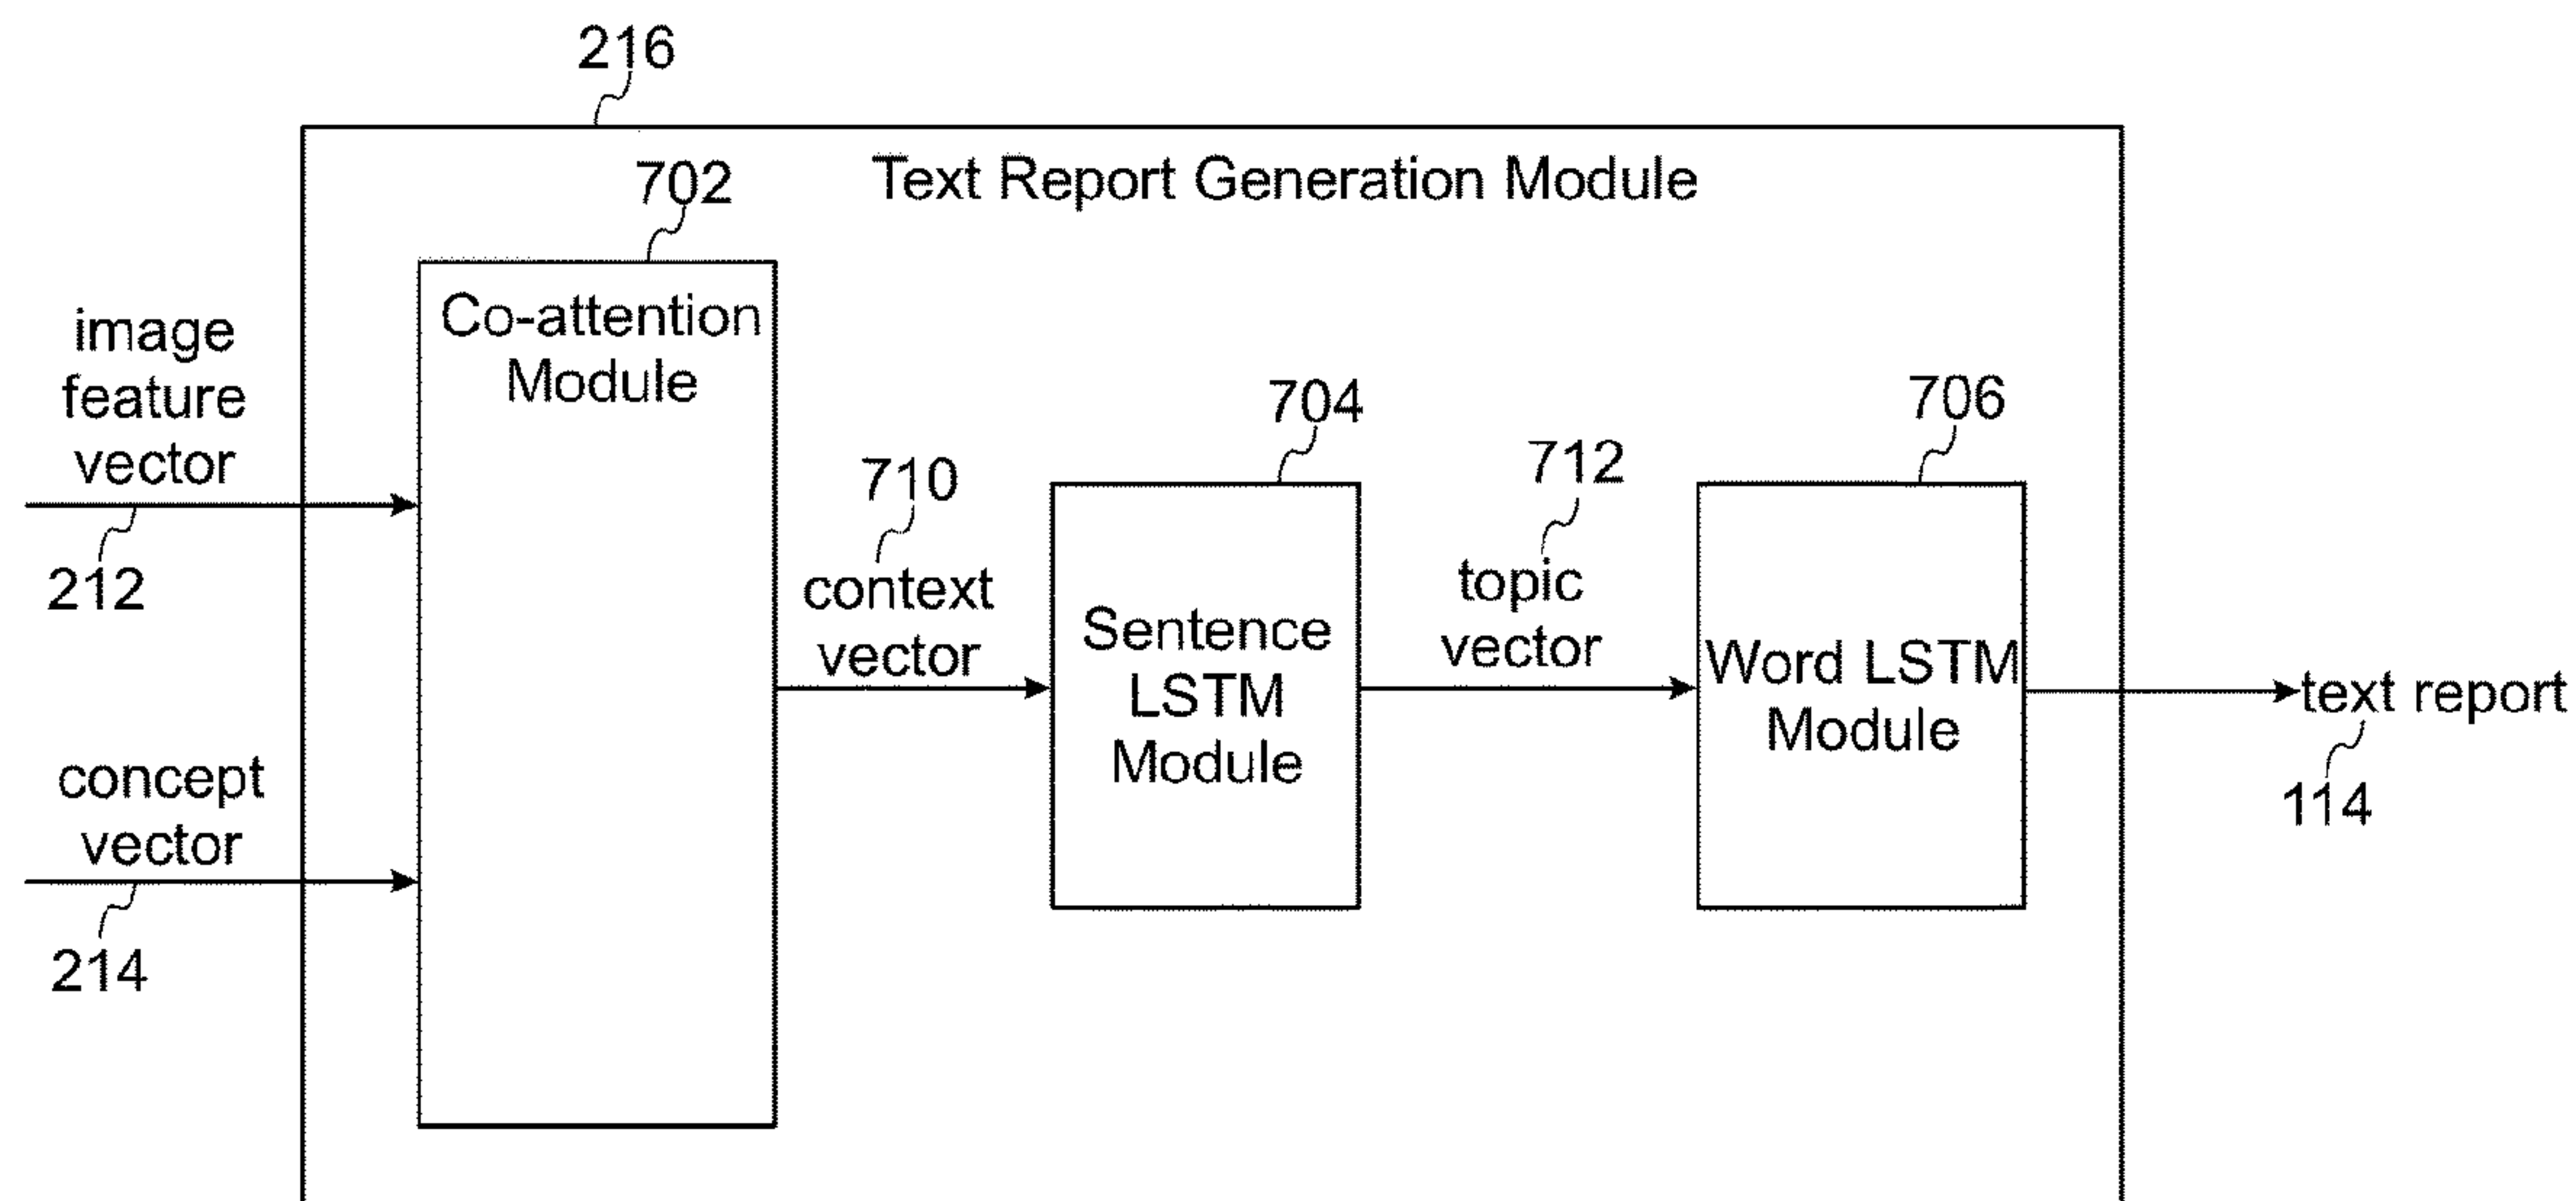 216
Text Report Generation Module
702
Co-attention
Module
image
feature
vector
212
concept
vector
214
710
context
vector
704
Sentence
LSTM
Module
712
topic
vector
706
Word LSTM
Module
text report
114